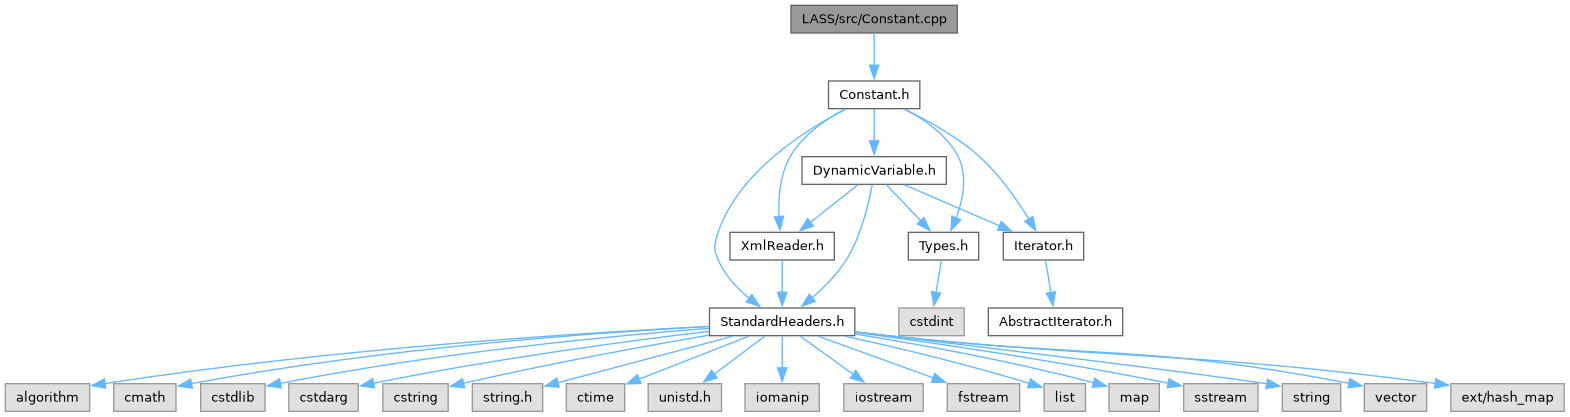 LASS/src/Constant.cpp
Constant.h
DynamicVariable.h
XmlReader.h
Types.h
Iterator.h
StandardHeaders.h
cstdint
AbstractIterator.h
algorithm
cmath
cstdlib
cstdarg
cstring
string.h
ctime
unistd.h
iomanip
iostream
fstream
list
map
sstream
string
vector
ext/hash_map